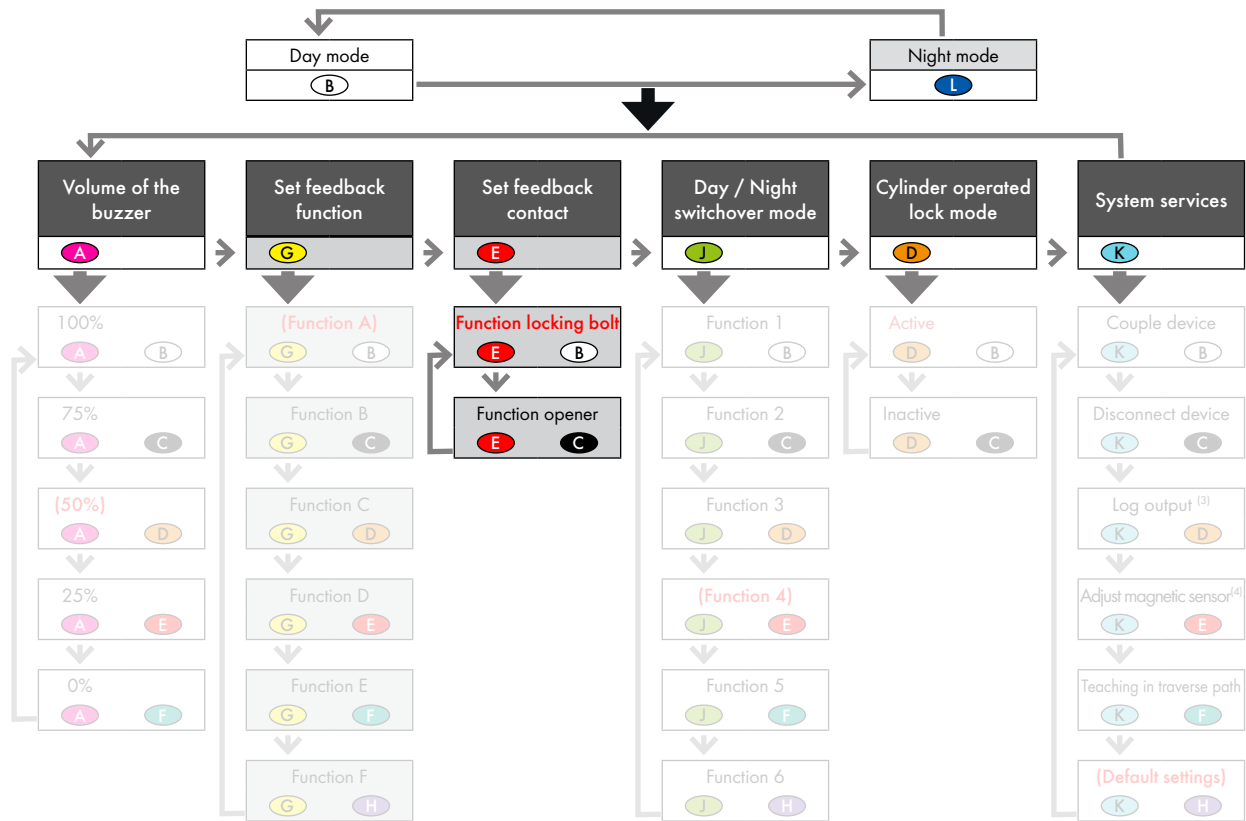 Day mode
B
Night mode
L
Volume of the
buzzer
A
Set feedback
function
G
Set feedback
contact
E
Day / Night
switchover mode
J
Cylinder operated
lock mode
D
System services
K
100%
A B
75%
A C
(50%)
A D
25%
A E
0%
A F
(Function A)
G B
Function B
G C
Function C
G D
Function D
G E
Function E
G F
Function F
G H
Function locking bolt
E B
Function opener
E C
Function 1
J B
Function 2
J C
Function 3
J D
(Function 4)
J E
Function 5
J F
Function 6
J H
Active
D B
Inactive
D C
Couple device
K B
Disconnect device
K C
Log output (3)
K D
Adjust magnetic sensor(4)
K E
Teaching in traverse path
K F
(Default settings)
K H